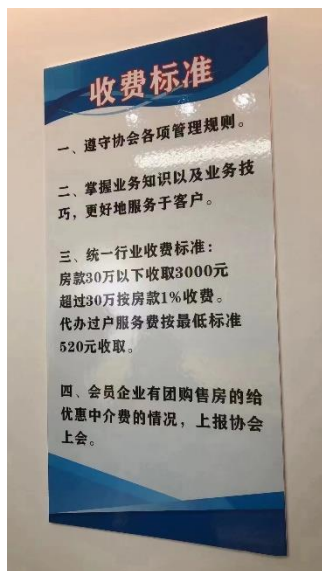 收费标准
一、遵守协会各项管理规则。
二、掌握业务知识以及业务技
巧，更好地服务于客户。
三、统一行业收费标准：
房款30万以下收取3000元
超过30万按房款1%收费。
代办过户服务费按最低标准
520元收取。
四、会员企业有团购售房的给
优惠中介费的情况，上报协会
上会。